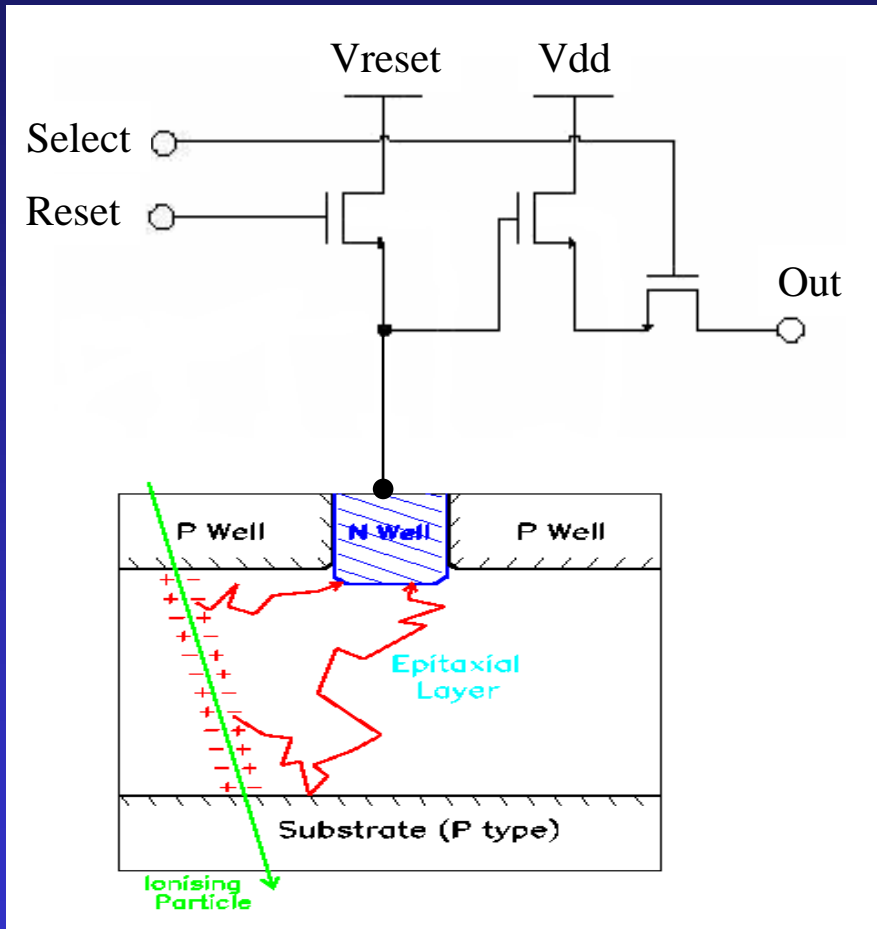 Vreset
Vdd
Select
Reset
Out
P Well
N Well
P Well
Epitaxial
Layer
Substrate (P type)
Ionising
Particle